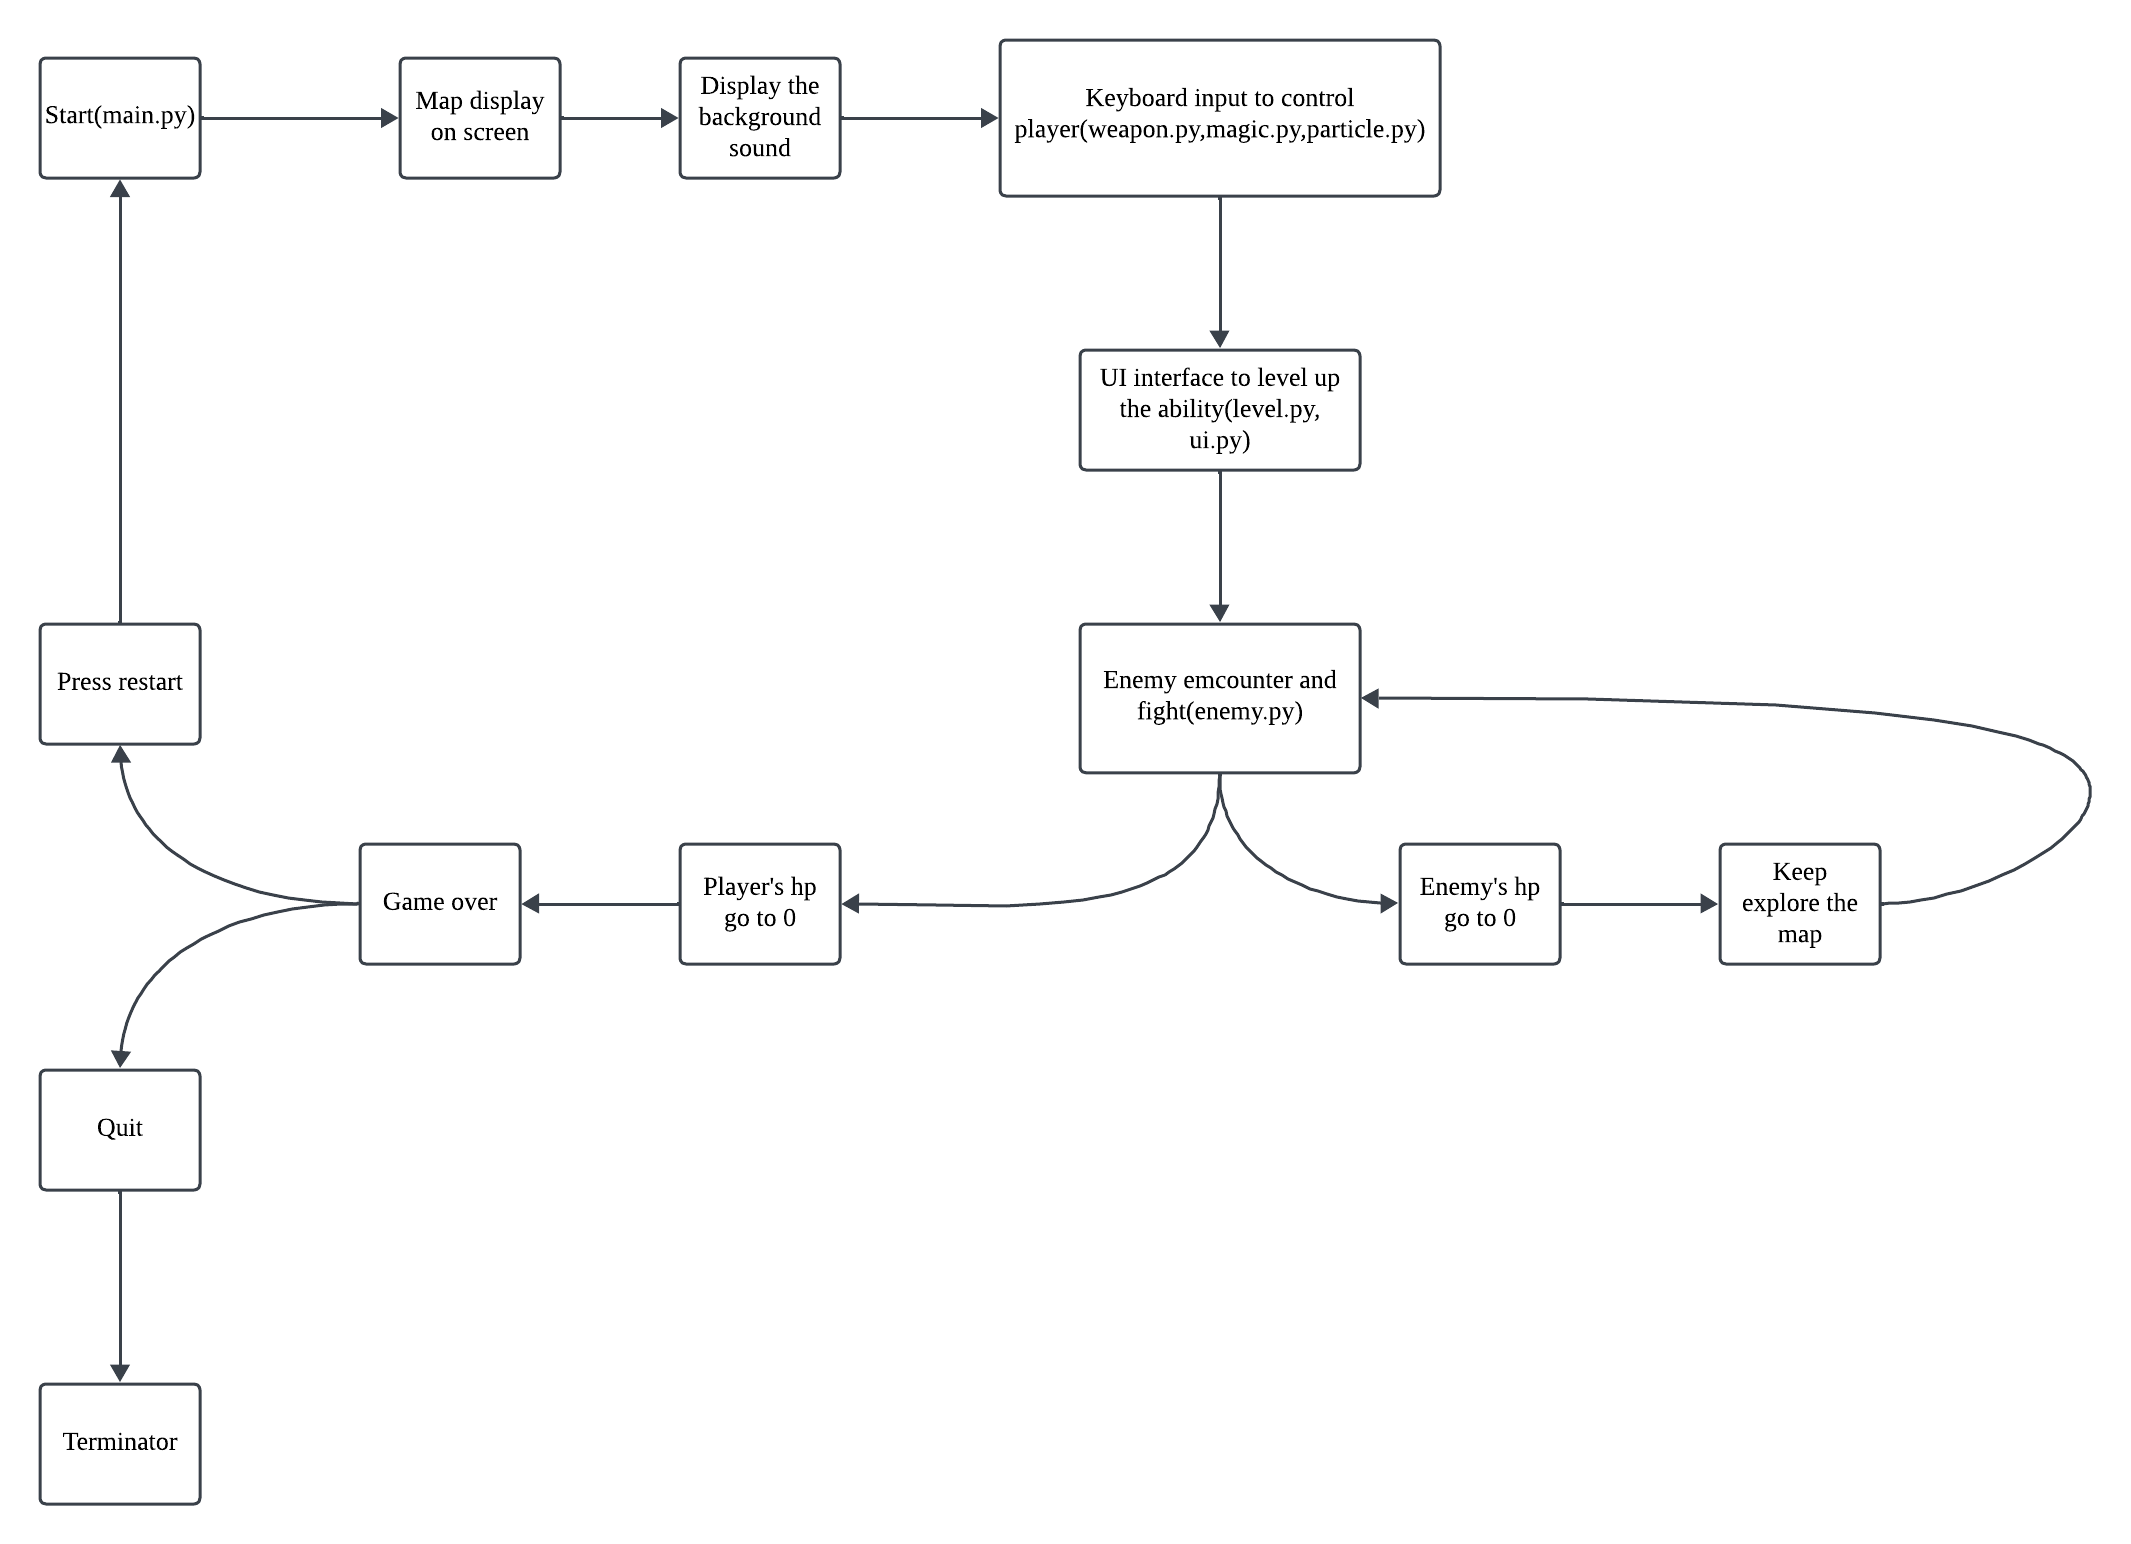 Start(main.py)
Map display
on screen
Display the
background
sound
Keyboard input to control
player(weapon.py,magic.py,particle.py)
UI interface to level up
the ability(level.py,
ui.py)
Enemy emcounter and
fight(enemy.py)
Press restart
Game over
Player's hp
go to 0
Enemy's hp
go to 0
Keep
explore the
map
Quit
Terminator